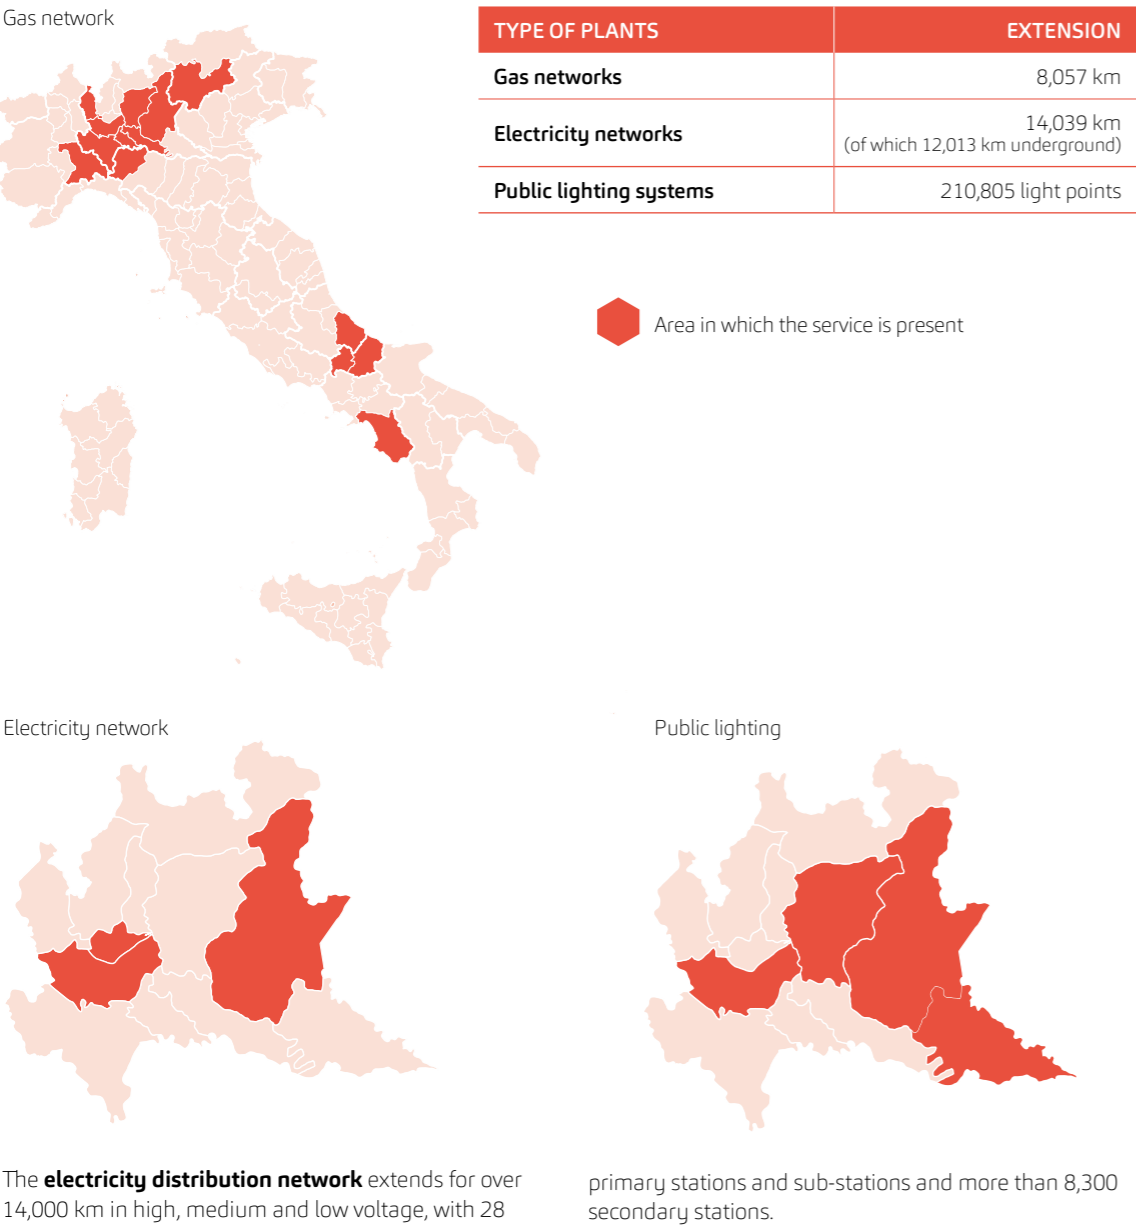 Gas network
TYPE OF PLANTS EXTENSION
Gas networks 8,057 km
Electricity networks 14,039 km
(of which 12,013 km underground)
Public lighting systems 210,805 light points
Area in which the service is present
Electricity network
Public lighting
The electricity distribution network extends for over
14,000 km in high, medium and low voltage, with 28
primary stations and sub-stations and more than 8,300
secondary stations.